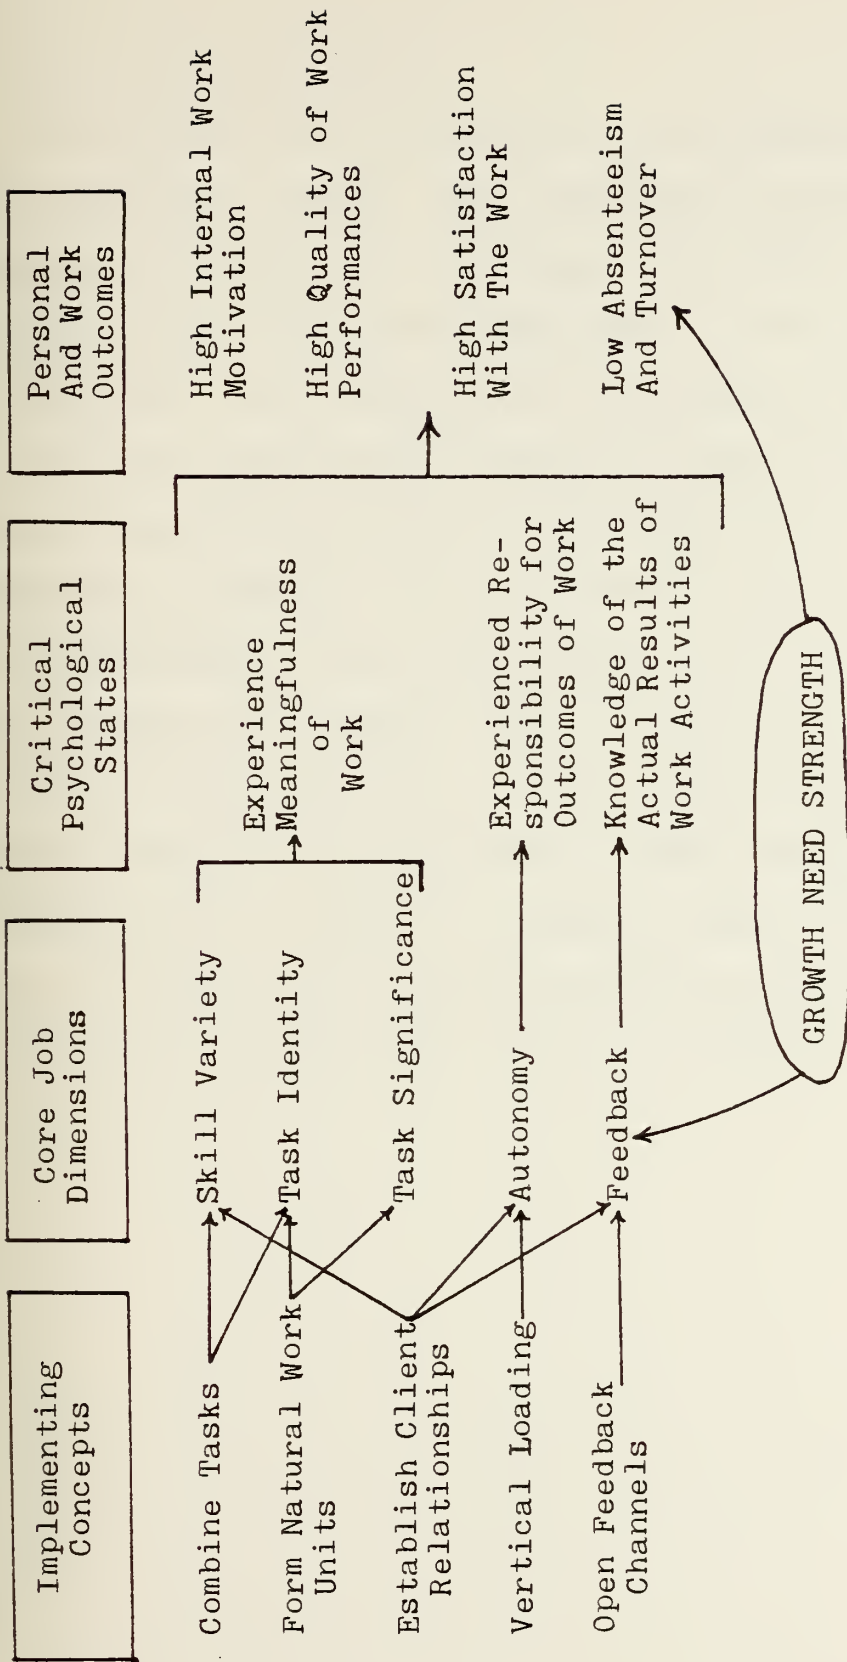 Implementing
Concepts
Core Job
Dimensions
Critical
Psychological
States
Personal
And Work
Outcomes
Combine Tasks
Form Natural Work
Units
Establish Client
Relationships
Vertical Loading
Open Feedback
Channels
Skill Variety
Task Identity
Task Significance
Autonomy
Feedback
Experience
Meaningfulness
of
Work
Experienced Re-
sponsibility for
Outcomes of Work
Knowledge of the
Actual Results of
Work Activities
High Internal Work
Motivation
High Quality of Work
Performances
High Satisfaction
With The Work
Low Absenteeism
And Turnover
GROWTH NEED STRENGTH